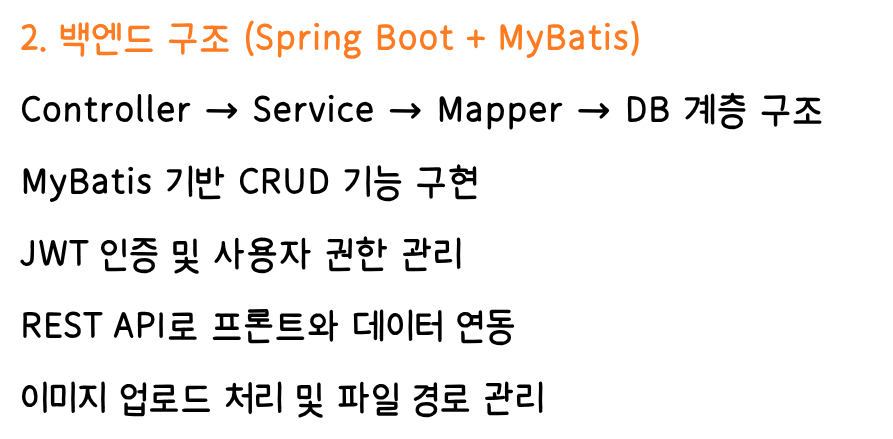 2. 백엔드 구조 (Spring Boot + MyBatis)
Controller → Service → Mapper → DB 계층 구조
MyBatis 기반 CRUD 기능 구현
JWT 인증 및 사용자 권한 관리
REST API로 프론트와 데이터 연동
이미지 업로드 처리 및 파일 경로 관리